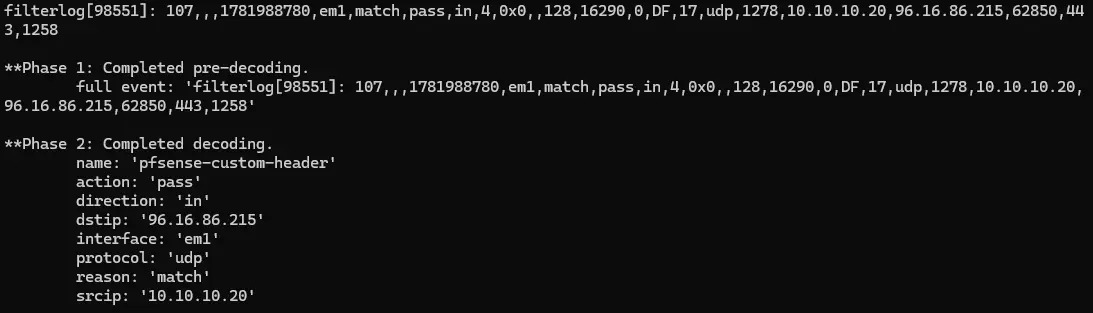 filterlog[98551]: 107,,,1781988780,em1,match,pass,in,4,0x0,,128,16290,0,DF,17,udp,1278,10.10.10.20,96.16.86.215,62850,44
3,1258
**Phase 1: Completed pre-decoding.
full event: 'filterlog[98551]: 107,,,1781988780,em1,match,pass,in,4,0x0,,128,16290,0,DF,17,udp,1278,10.10.10.20,
96.16.86.215,62850,443,1258'
**Phase 2: Completed decoding.
name: 'pfsense-custom-header'
action: 'pass'
direction: 'in'
dstip: '96.16.86.215'
interface: 'em1'
protocol: 'udp'
reason: 'match'
srcip: '10.10.10.20'